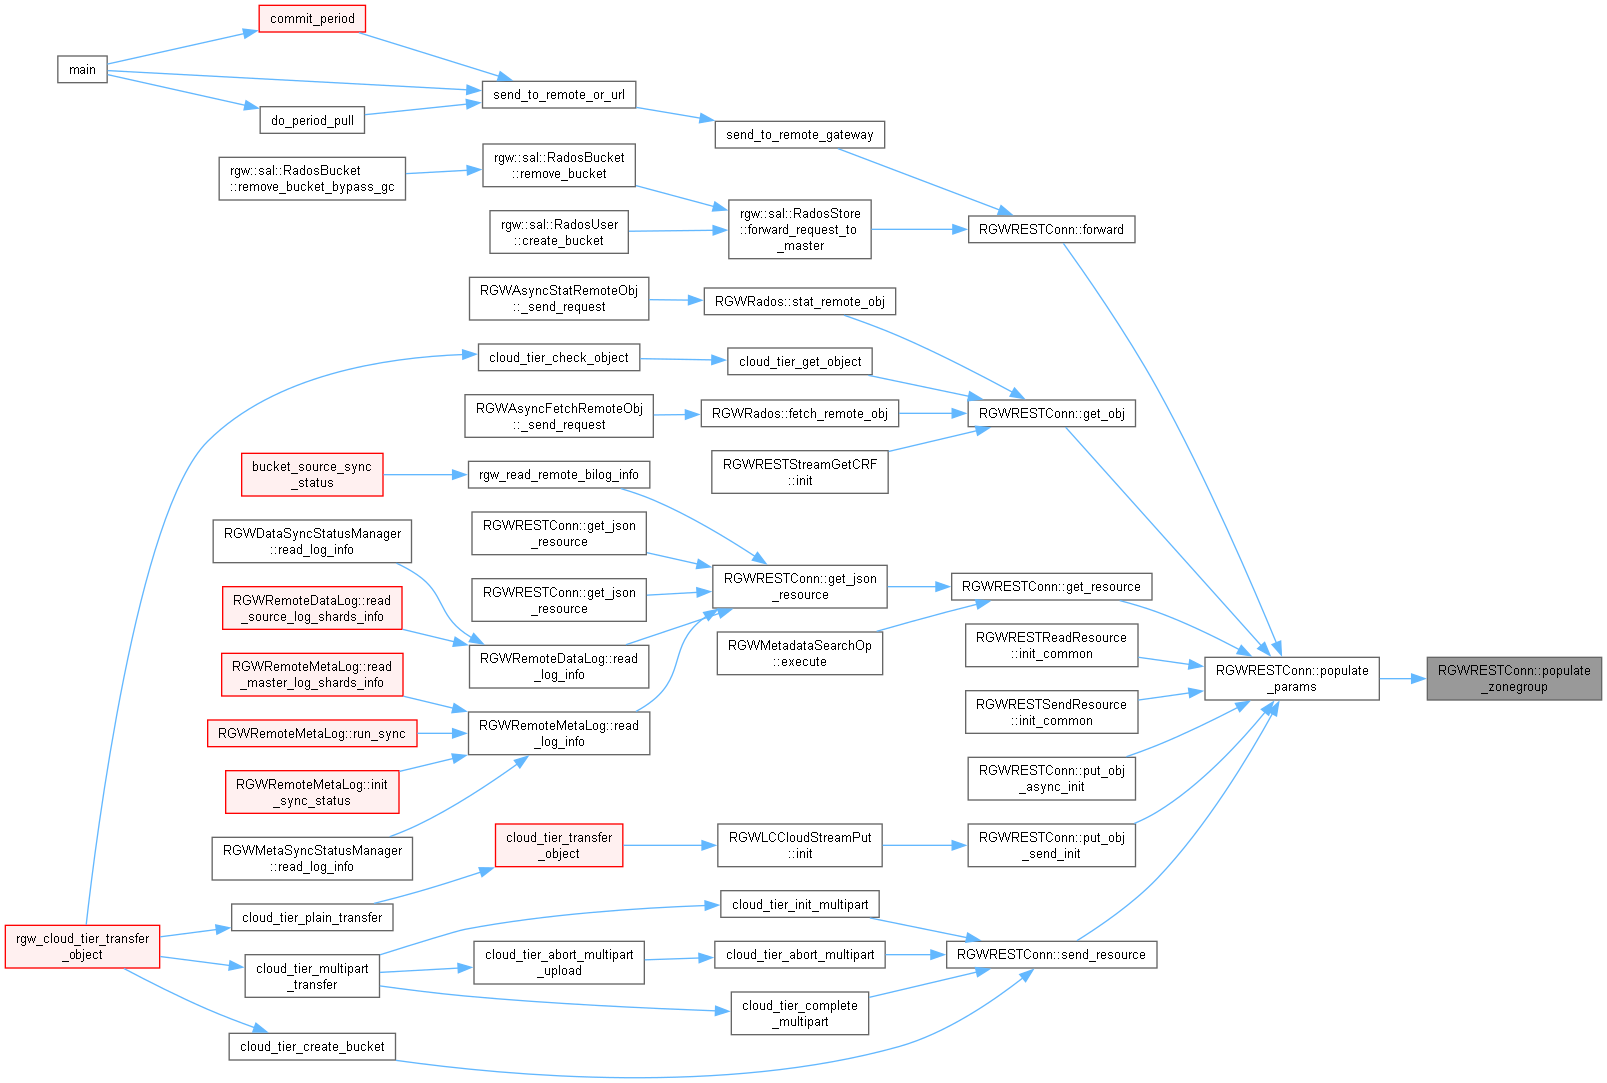 commit_period
main
send_to_remote_or_url
do_period_pull
send_to_remote_gateway
rgw::sal::RadosBucket
::remove_bucket
rgw::sal::RadosBucket
::remove_bucket_bypass_gc
rgw::sal::RadosStore
::forward_request_to
_master
rgw::sal::RadosUser
::create_bucket
RGWRESTConn::forward
RGWAsyncStatRemoteObj
::_send_request
RGWRados::stat_remote_obj
cloud_tier_check_object
cloud_tier_get_object
RGWAsyncFetchRemoteObj
::_send_request
RGWRados::fetch_remote_obj
RGWRESTConn::get_obj
RGWRESTStreamGetCRF
::init
bucket_source_sync
_status
rgw_read_remote_bilog_info
RGWDataSyncStatusManager
::read_log_info
RGWRESTConn::get_json
_resource
RGWRESTConn::get_json
_resource
RGWRESTConn::get_json
_resource
RGWRESTConn::get_resource
RGWRemoteDataLog::read
_source_log_shards_info
RGWMetadataSearchOp
::execute
RGWRESTReadResource
::init_common
RGWRemoteDataLog::read
_log_info
RGWRemoteMetaLog::read
_master_log_shards_info
RGWRESTConn::populate
_params
RGWRESTConn::populate
_zonegroup
RGWRESTSendResource
::init_common
RGWRemoteMetaLog::run_sync
RGWRemoteMetaLog::read
_log_info
RGWRemoteMetaLog::init
_sync_status
RGWRESTConn::put_obj
_async_init
RGWMetaSyncStatusManager
::read_log_info
cloud_tier_transfer
_object
RGWLCCloudStreamPut
::init
RGWRESTConn::put_obj
_send_init
cloud_tier_plain_transfer
cloud_tier_init_multipart
rgw_cloud_tier_transfer
_object
cloud_tier_multipart
_transfer
cloud_tier_abort_multipart
_upload
cloud_tier_abort_multipart
RGWRESTConn::send_resource
cloud_tier_complete
_multipart
cloud_tier_create_bucket